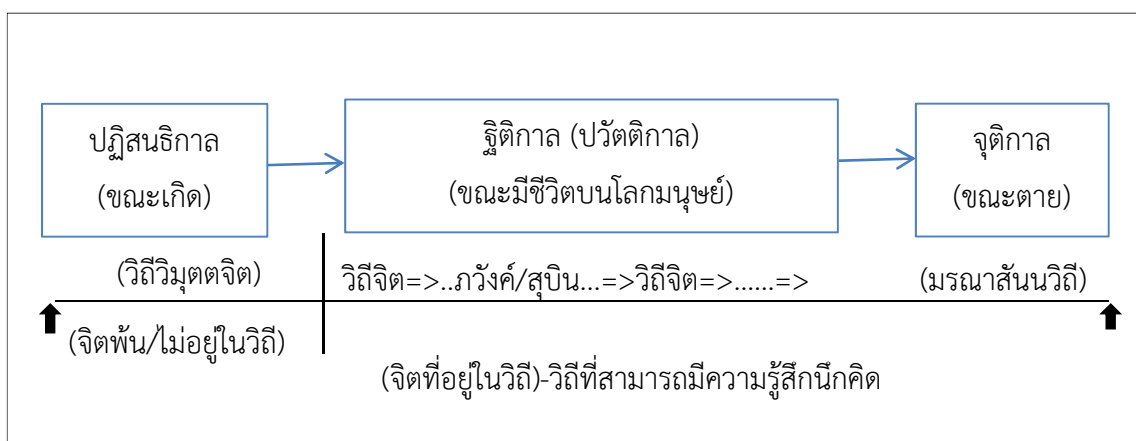 ปฏิสนธิกาล
(ขณะเกิด)
ฐิติกาล (ปวัตติกาล)
(ขณะมีชีวิตบนโลกมนุษย์)
จุติกาล
(ขณะตาย)
(วิถีวิมุตตจิต)
วิถีจิต=>..ภวังค์/สุบิน...=>วิถีจิต=>......=>
(มรณาสันนวิถี)
(จิตพ้น/ไม่อยู่ในวิถี)
(จิตที่อยู่ในวิถี)-วิถีที่สามารถมีความรู้สึกนึกคิด